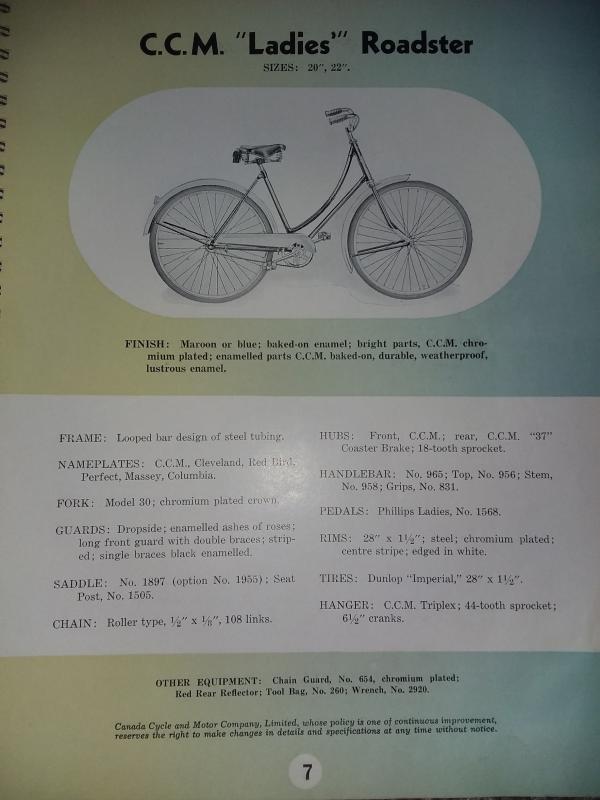 C.C.M. "Ladies'" Roadster
SIZES: 20", 22".
FINISH: Maroon or blue; baked-on enamel; bright parts, C.C.M. chro-
mium plated; enamelled parts C.C.M. baked-on, durable, weatherproof,
lustrous enamel.
FRAME: Looped bar design of steel tubing.
NAMEPLATES: C.C.M., Cleveland, Red Bird,
Perfect, Massey, Columbia.
FORK: Model 30; chromium plated crown.
GUARDS: Dropside; enamelled ashes of roses;
long front guard with double braces; strip-
ed; single braces black enamelled.
SADDLE: No. 1897 (option No. 1955); Seat
Post, No. 1505.
CHAIN: Roller type, ½" x ⅛", 108 links.
HUBS: Front, C.C.M.; rear, C.C.M. "37"
Coaster Brake; 18-tooth sprocket.
HANDLEBAR: No. 965; Top, No. 956; Stem,
No. 958; Grips, No. 831.
PEDALS: Phillips Ladies, No. 1568.
RIMS: 28" x 1½"; steel; chromium plated;
centre stripe; edged in white.
TIRES: Dunlop "Imperial," 28" x 1½".
HANGER: C.C.M. Triplex; 44-tooth sprocket;
6½" cranks.
OTHER EQUIPMENT: Chain Guard, No. 654, chromium plated;
Red Rear Reflector; Tool Bag, No. 260; Wrench, No. 2920.
Canada Cycle and Motor Company, Limited, whose policy is one of continuous improvement,
reserves the right to make changes in details and specifications at any time without notice.
7